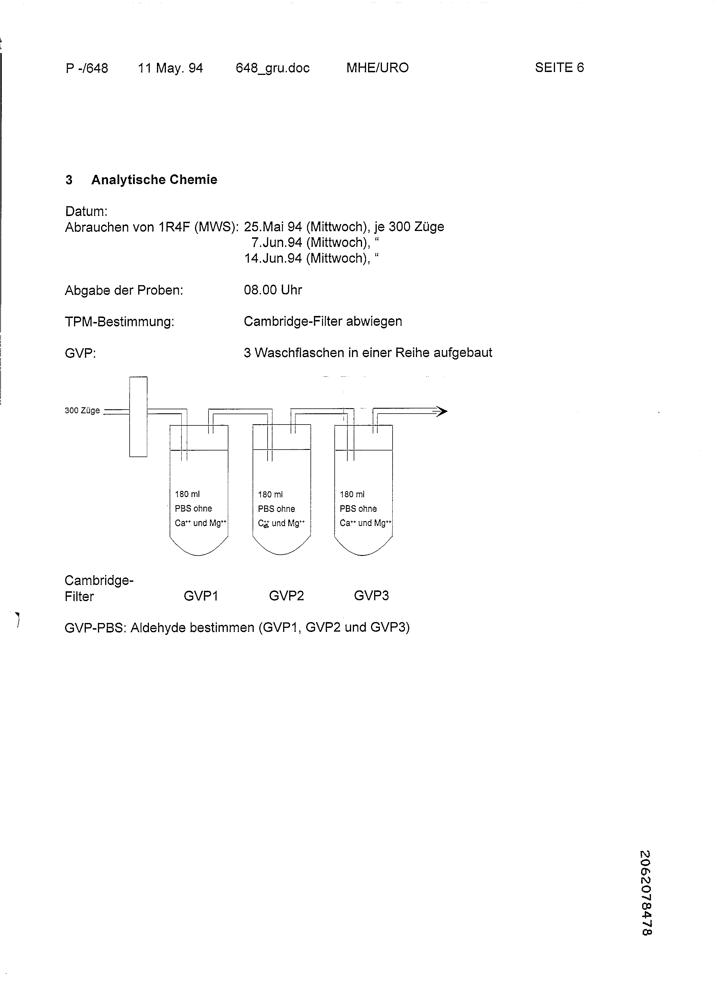 P -/648 11 May. 94 648_gru.doc MHE/URO SEITE 6
3 Analytische Chemie
Datum:
Abrauchen von 1R4F (MWS): 25.Mai 94 (Mittwoch), je 300 Züge
7.Jun.94 (Mittwoch), “
14.Jun.94 (Mittwoch), “
Abgabe der Proben: 08.00 Uhr
TPM-Bestimmung: Cambridge-Filter abwiegen
GVP: 3 Waschflaschen in einer Reihe aufgebaut
300 Züge
180 ml 180 ml 180 ml
PBS ohne PBS ohne PBS ohne
Ca⁺⁺ und Mg⁺⁺ Ca und Mg⁺⁺ Ca⁺⁺ und Mg⁺⁺
Cambridge-
Filter GVP1 GVP2 GVP3
GVP-PBS: Aldehyde bestimmen (GVP1, GVP2 und GVP3)
2062078478